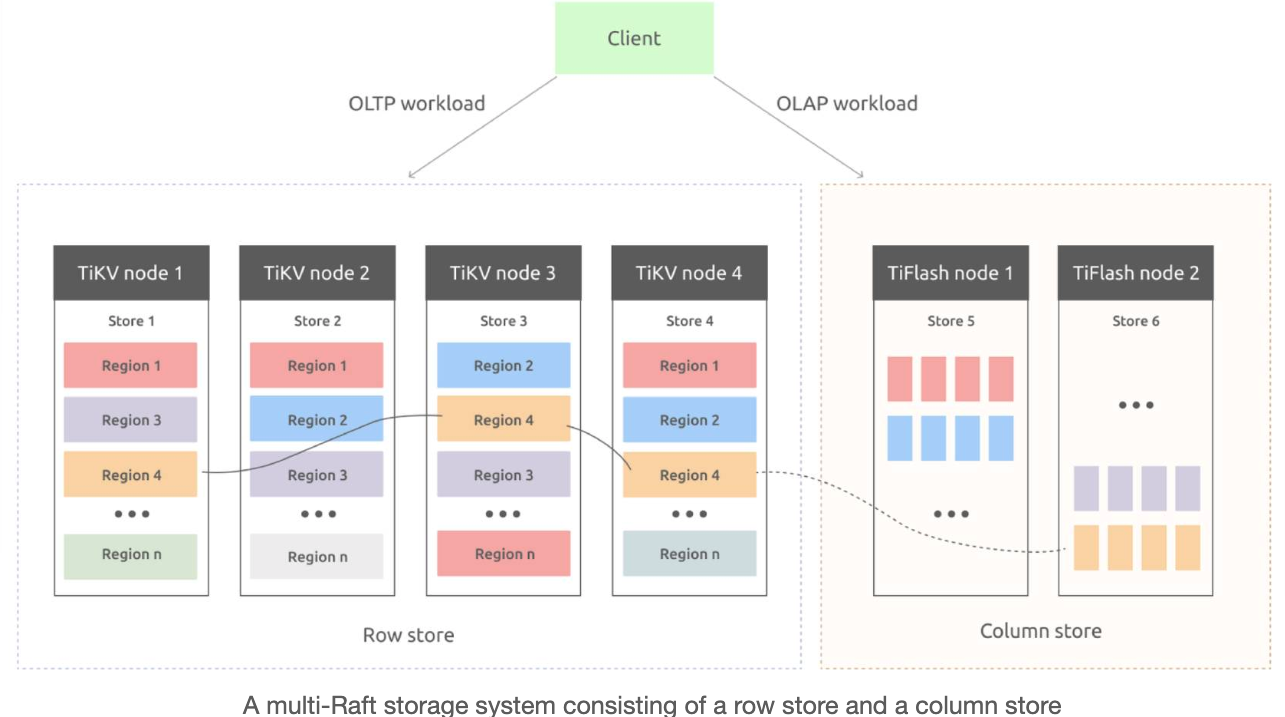 Client
OLTP workload
OLAP workload
TiKV node 1
Store 1
Region 1
Region 3
Region 4
•••
Region n
TiKV node 2
Store 2
Region 1
Region 2
Region 3
•••
Region n
TiKV node 3
Store 3
Region 2
Region 4
Region 3
•••
Region n
TiKV node 4
Store 4
Region 1
Region 2
Region 4
•••
Region n
Row store
TiFlash node 1
Store 5
•••
TiFlash node 2
Store 6
•••
Column store
A multi-Raft storage system consisting of a row store and a column store